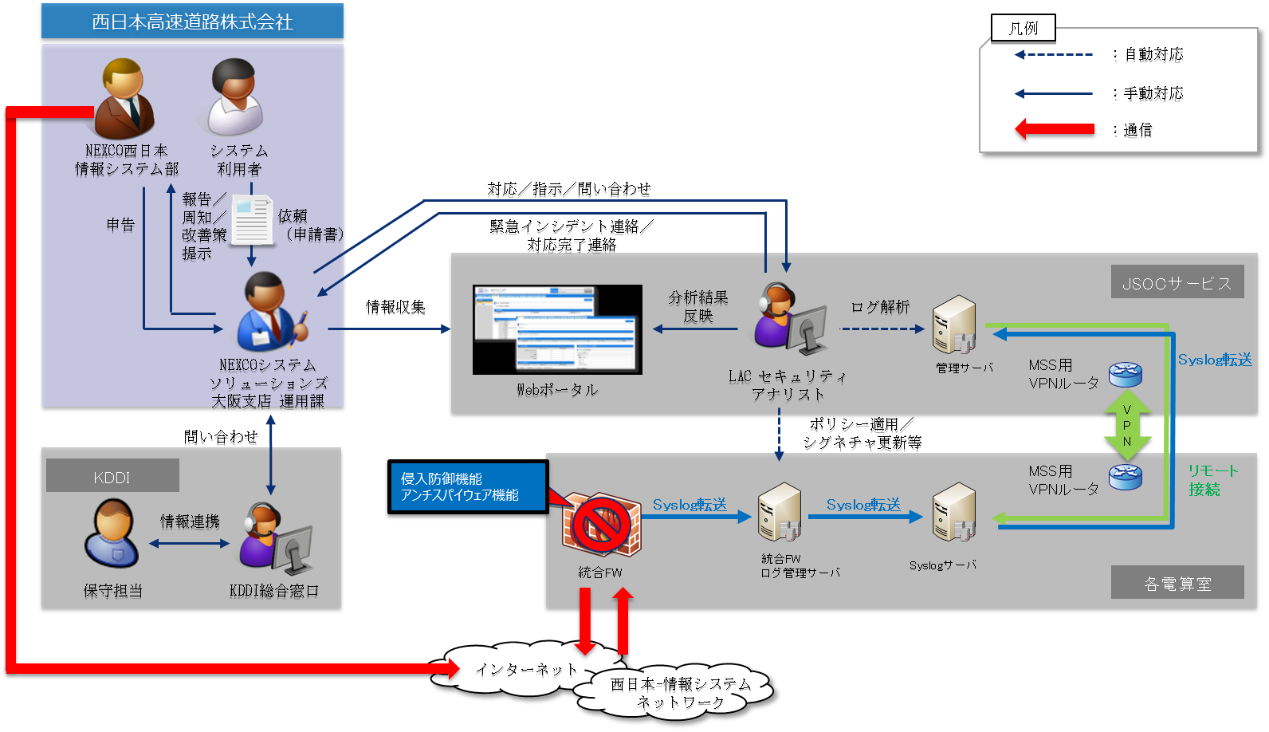 西日本高速道路株式会社
NEXCO西日本
情報システム部
システム
利用者
申告
報告／
周知／
改善策
提示
依頼
（申請書）
NEXCOシステム
ソリューションズ
大阪支店 運用課
凡例
：自動対応
：手動対応
：通信
対応／指示／問い合わせ
緊急インシデント連絡／
対応完了連絡
情報収集
JSOCサービス
Webポータル
分析結果
反映
LAC セキュリティ
アナリスト
ログ解析
管理サーバ
MSS用
VPNルータ
Syslog転送
VPN
ポリシー適用／
シグネチャ更新等
問い合わせ
KDDI
情報連携
保守担当
KDDI総合窓口
侵入防御機能
アンチスパイウェア機能
統合FW
Syslog転送
統合FW
ログ管理サーバ
Syslog転送
Syslogサーバ
MSS用
VPNルータ
リモート
接続
各電算室
インターネット
西日本-情報システム
ネットワーク